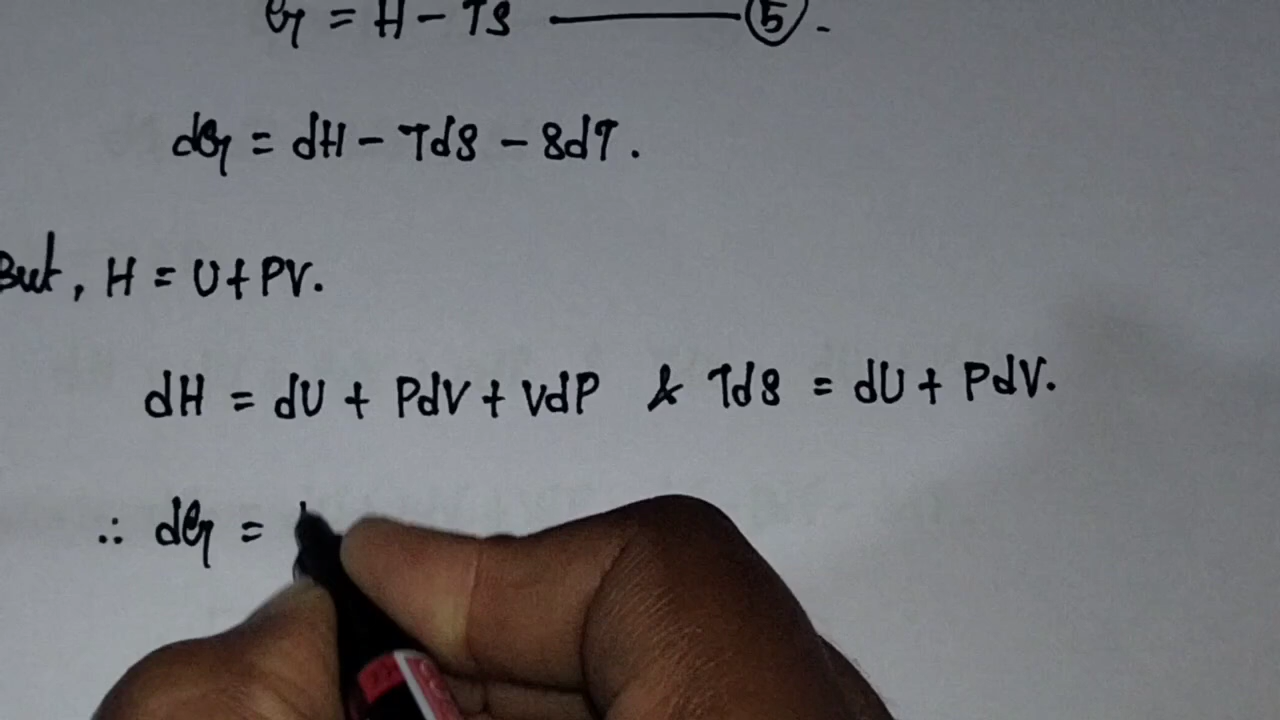 G = H - TS ——— ⑤.
dG = dH - TdS - SdT.
But, H = U + PV.
dH = dU + PdV + VdP & TdS = dU + PdV.
∴ dG =